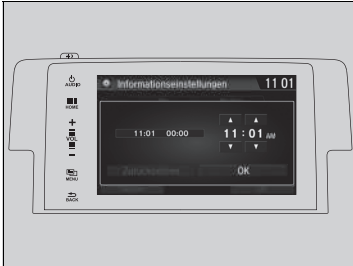 AUDIO
HOME
+
VOL
−
MENU
BACK
Informationseinstellungen 11 01
11:01 00:00
11 : 01 AM
Zurücksetzen OK